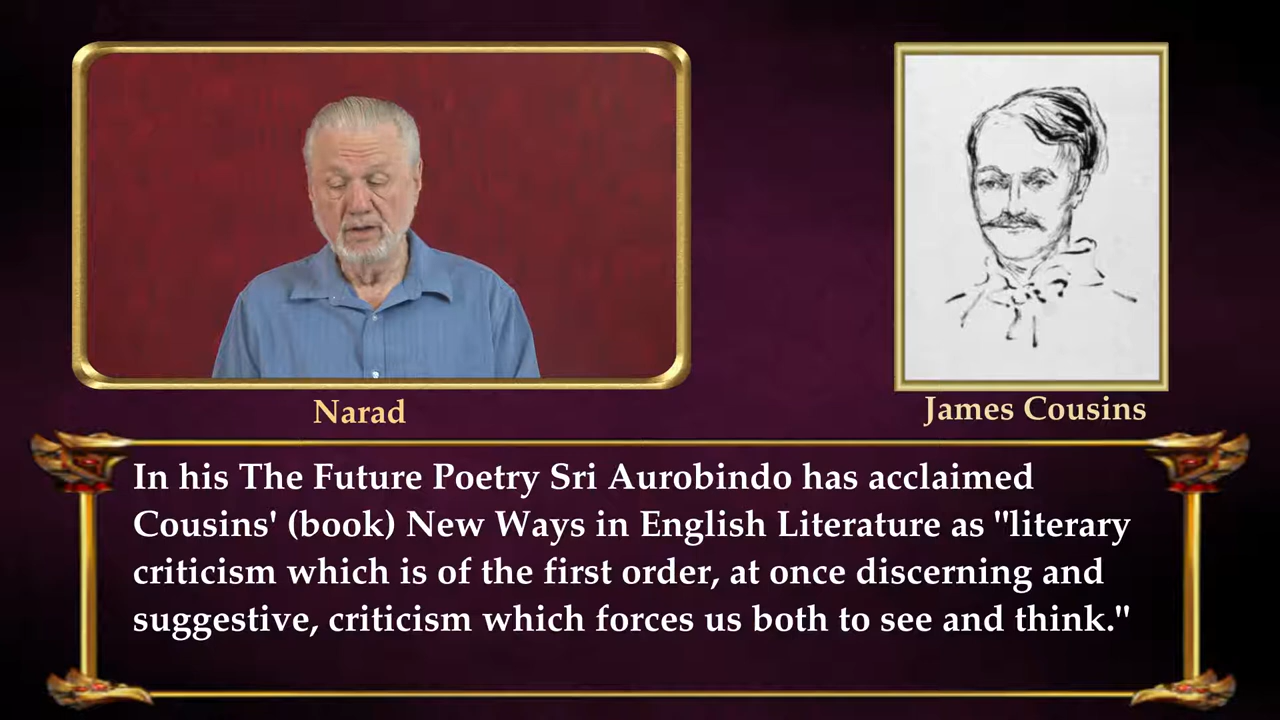 Narad
James Cousins
In his The Future Poetry Sri Aurobindo has acclaimed
Cousins' (book) New Ways in English Literature as "literary
criticism which is of the first order, at once discerning and
suggestive, criticism which forces us both to see and think."